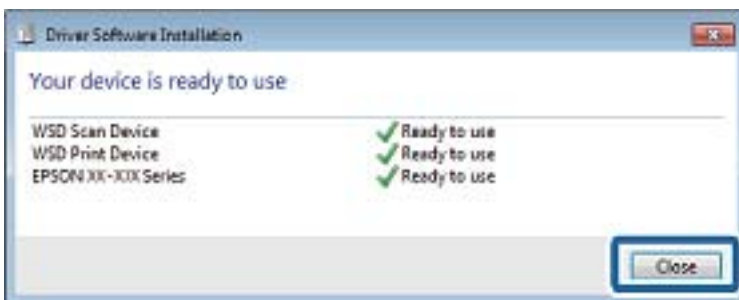 Driver Software Installation
Your device is ready to use
WSD Scan Device Ready to use
WSD Print Device Ready to use
EPSON XX-XXX Series Ready to use
Close